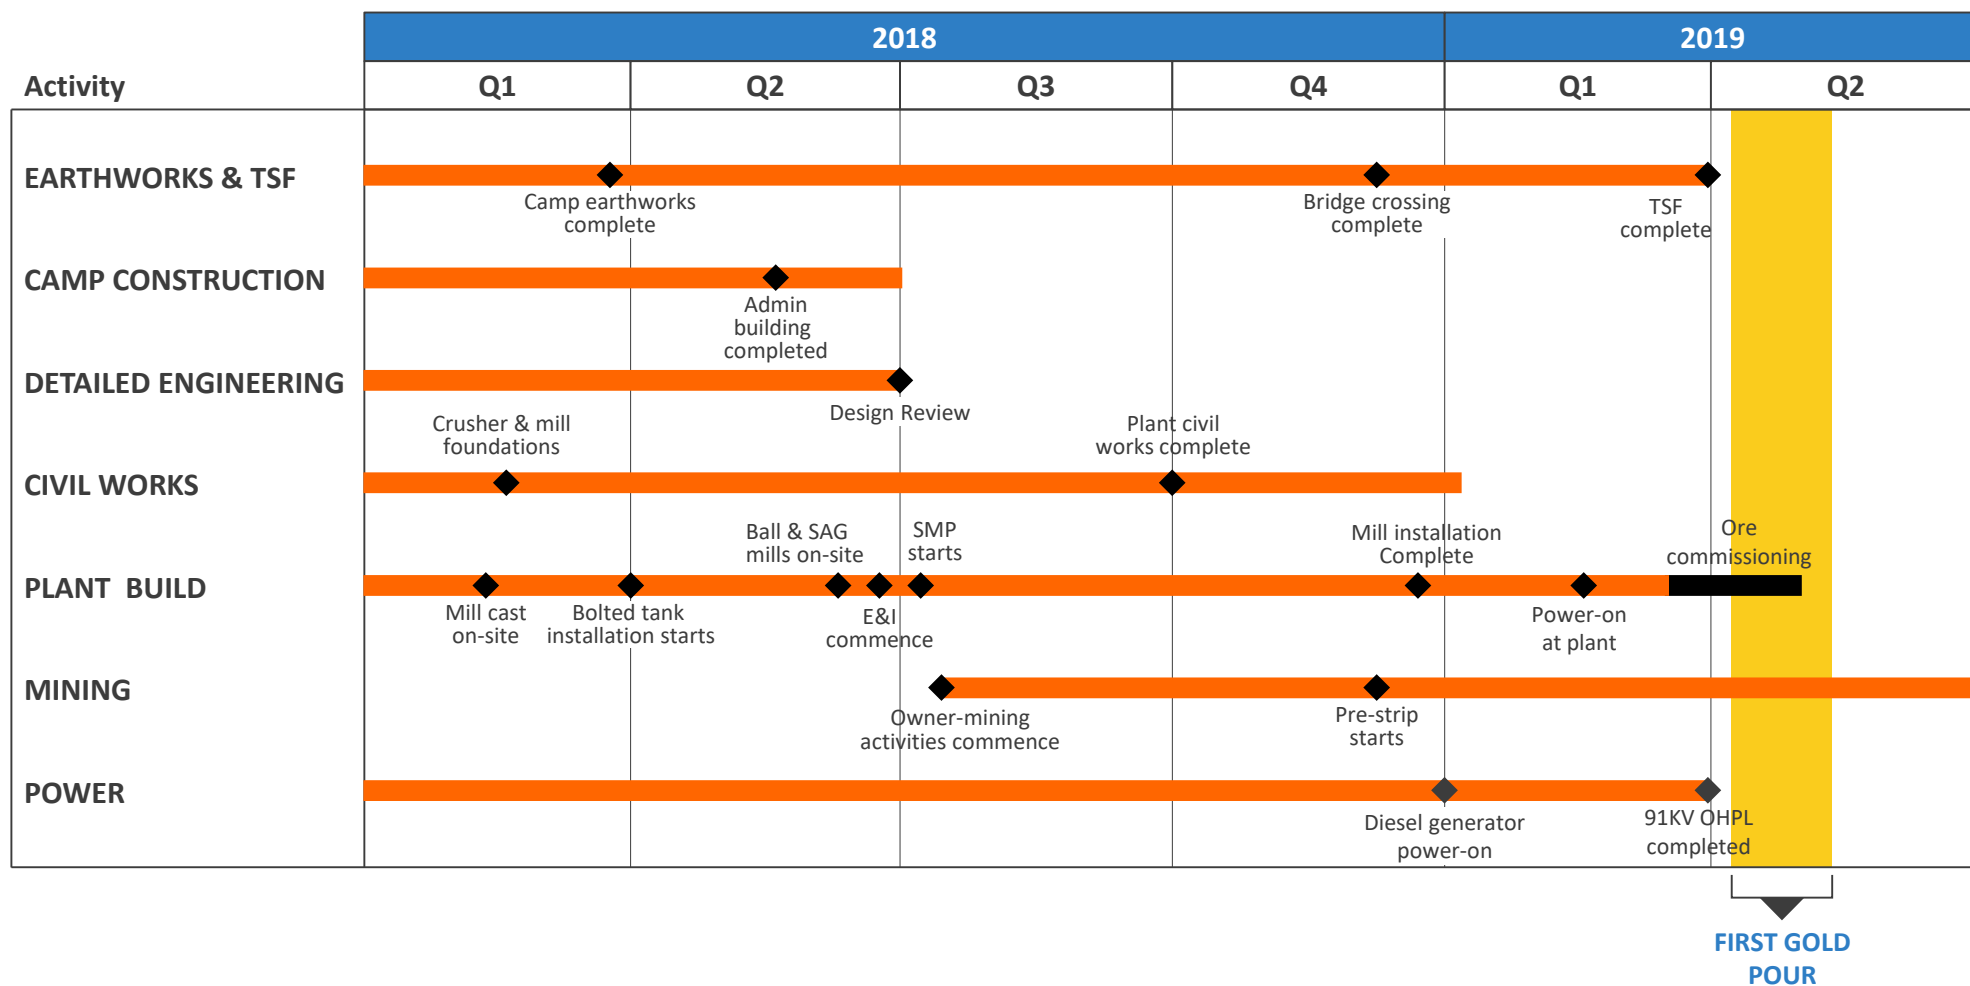 2018
2019
Activity
Q1
Q2
Q3
Q4
Q1
Q2
EARTHWORKS & TSF
Camp earthworks
complete
Bridge crossing
complete
TSF
complete
CAMP CONSTRUCTION
Admin
building
completed
DETAILED ENGINEERING
Design Review
CIVIL WORKS
Crusher & mill
foundations
Plant civil
works complete
PLANT BUILD
Mill cast
on-site
Bolted tank
installation starts
Ball & SAG
mills on-site
E&I
commence
SMP
starts
Mill installation
Complete
Power-on
at plant
Ore
commissioning
MINING
Owner-mining
activities commence
Pre-strip
starts
POWER
Diesel generator
power-on
91KV OHPL
completed
FIRST GOLD
POUR